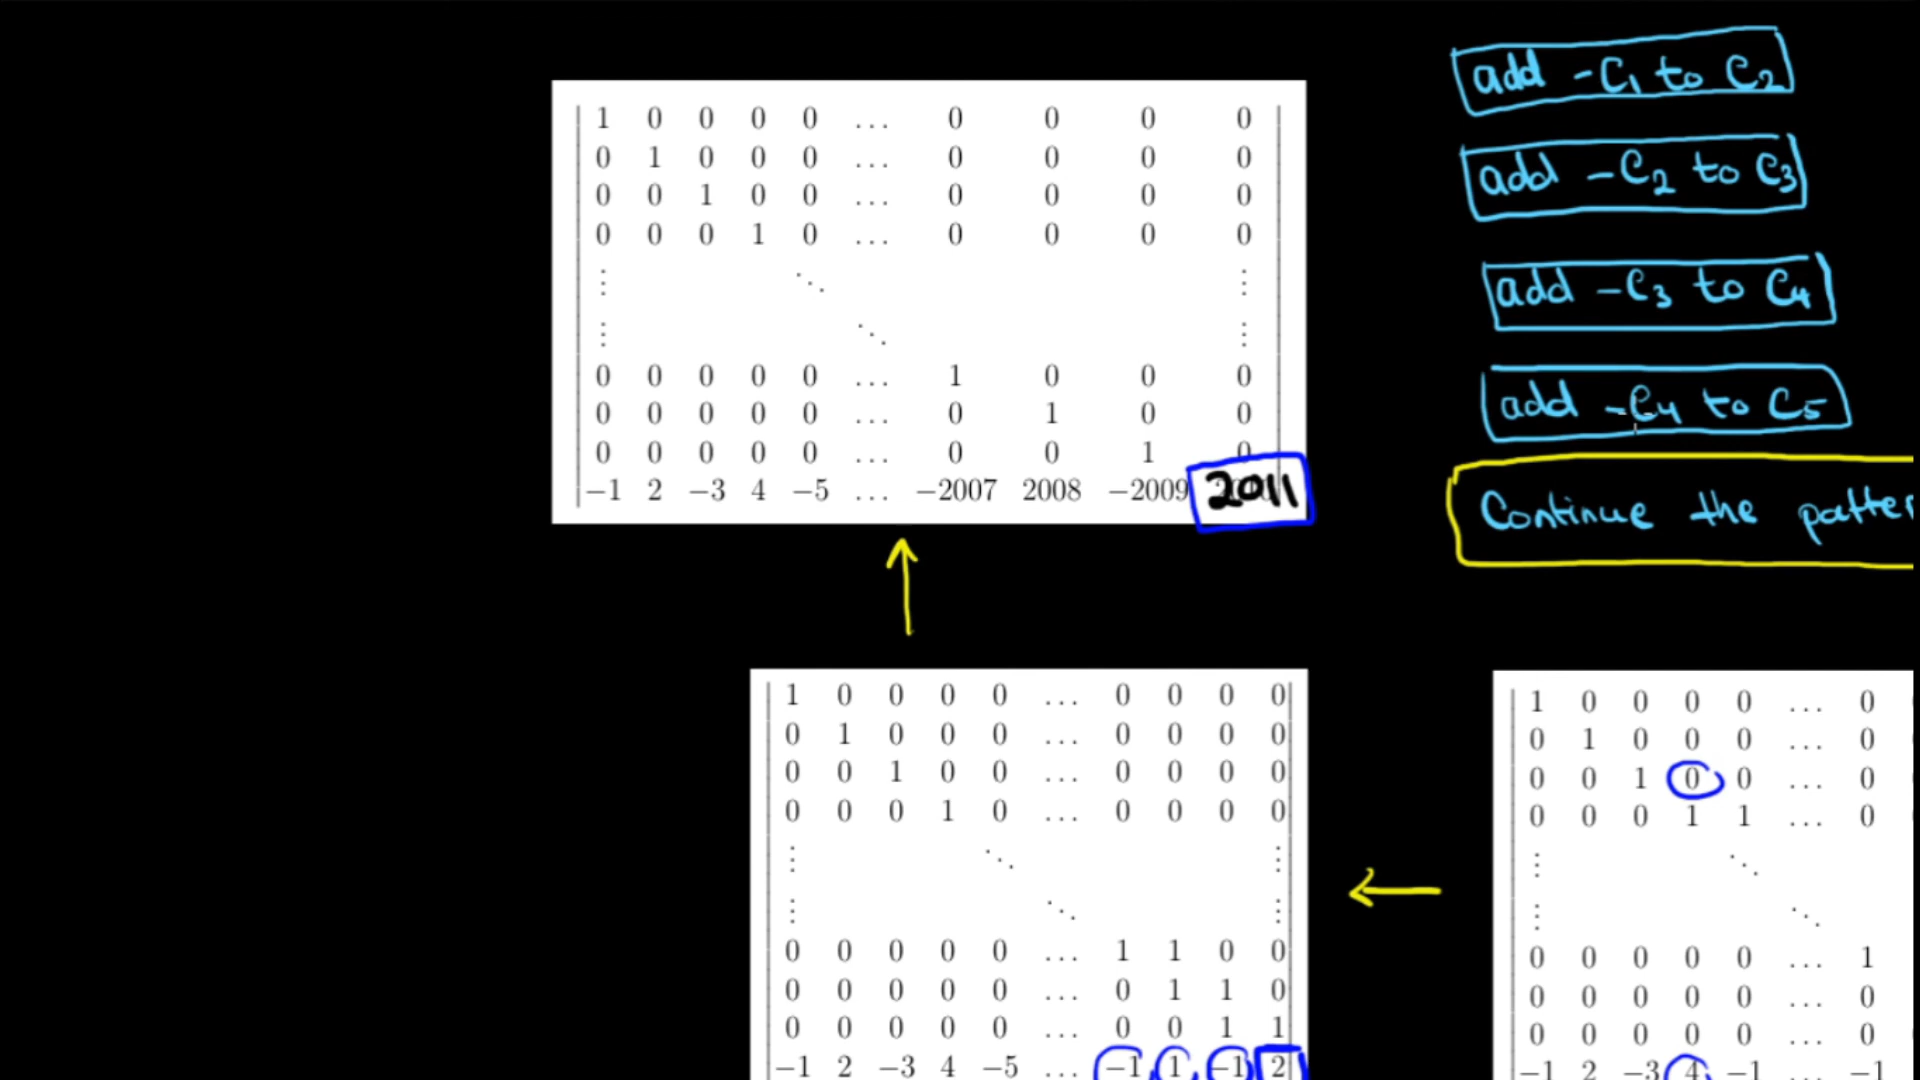 1 0 0 0 0 ... 0 0 0 0
0 1 0 0 0 ... 0 0 0 0
0 0 1 0 0 ... 0 0 0 0
0 0 0 1 0 ... 0 0 0 0
⋮ ⋱ ⋮
⋮ ⋱ ⋮
0 0 0 0 0 ... 1 0 0 0
0 0 0 0 0 ... 0 1 0 0
0 0 0 0 0 ... 0 0 1 0
−1 2 −3 4 −5 ... −2007 2008 −2009 2011
add -C1 to C2
add -C2 to C3
add -C3 to C4
add -C4 to C5
Continue the
1 0 0 0 0 ... 0 0 0 0
0 1 0 0 0 ... 0 0 0 0
0 0 1 0 0 ... 0 0 0 0
0 0 0 1 0 ... 0 0 0 0
⋮ ⋱ ⋮
⋮ ⋱ ⋮
0 0 0 0 0 ... 1 1 0 0
0 0 0 0 0 ... 0 1 1 0
0 0 0 0 0 ... 0 0 1 1
−1 2 −3 4 −5 ... −1 1 −1 2
1 0 0 0 0 ... 0
0 1 0 0 0 ... 0
0 0 1 0 0 ... 0
0 0 0 1 1 ... 0
⋮ ⋱
⋮ ⋱
0 0 0 0 0 ... 1
0 0 0 0 0 ... 0
0 0 0 0 0 ... 0
−1 2 −3 4 −1 ... −1